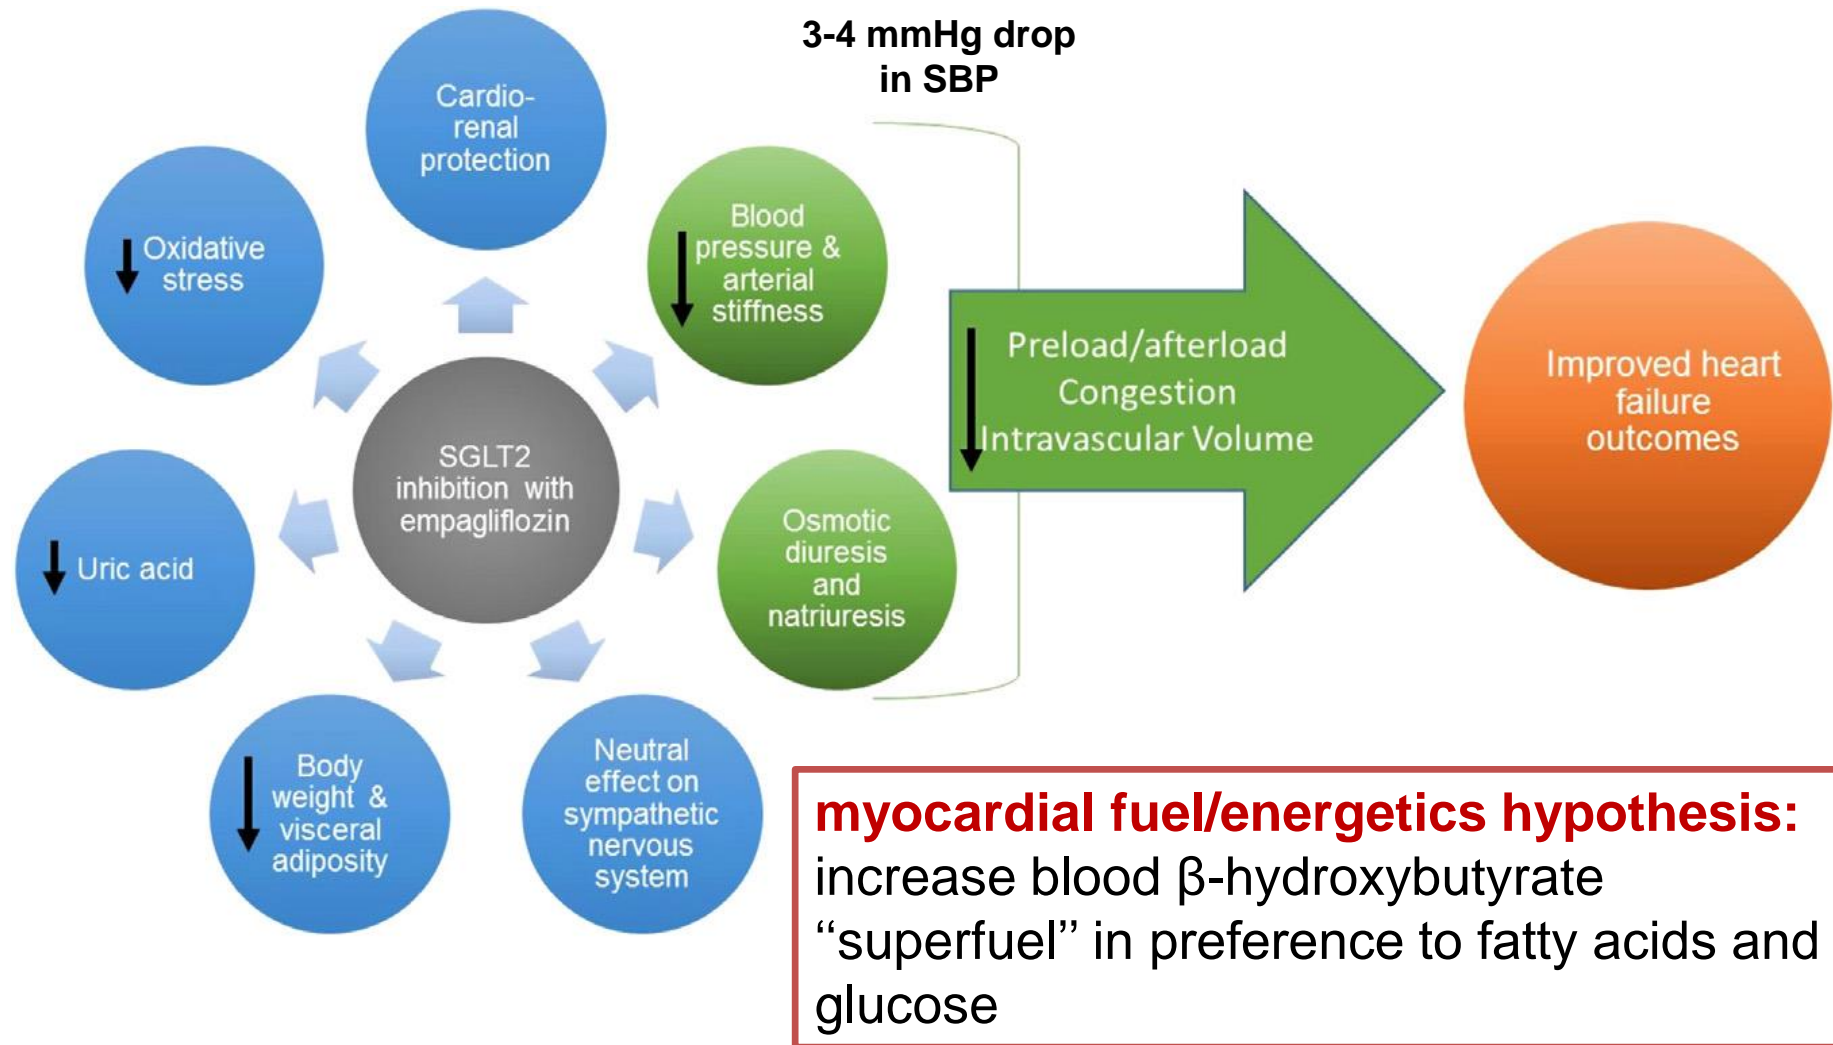 3-4 mmHg drop
in SBP
Cardio-
renal
protection
Blood
pressure &
arterial
stiffness
Oxidative
stress
Preload/afterload
Congestion
Intravascular Volume
Improved heart
failure
outcomes
SGLT2
inhibition with
empagliflozin
Osmotic
diuresis
and
natriuresis
Uric acid
Body
weight &
visceral
adiposity
Neutral
effect on
sympathetic
nervous
system
myocardial fuel/energetics hypothesis:
increase blood β-hydroxybutyrate
‘‘superfuel’’ in preference to fatty acids and
glucose